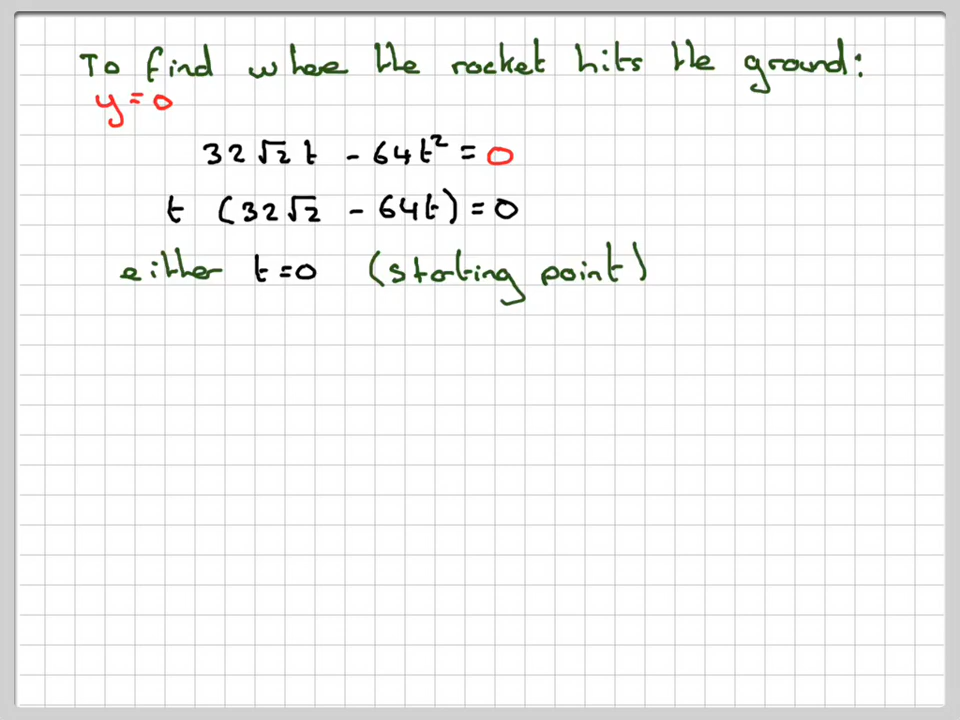 To find where the rocket hits the ground:
y = 0
32√2 t - 64t² = 0
t (32√2 - 64t) = 0
either t = 0 (starting point)